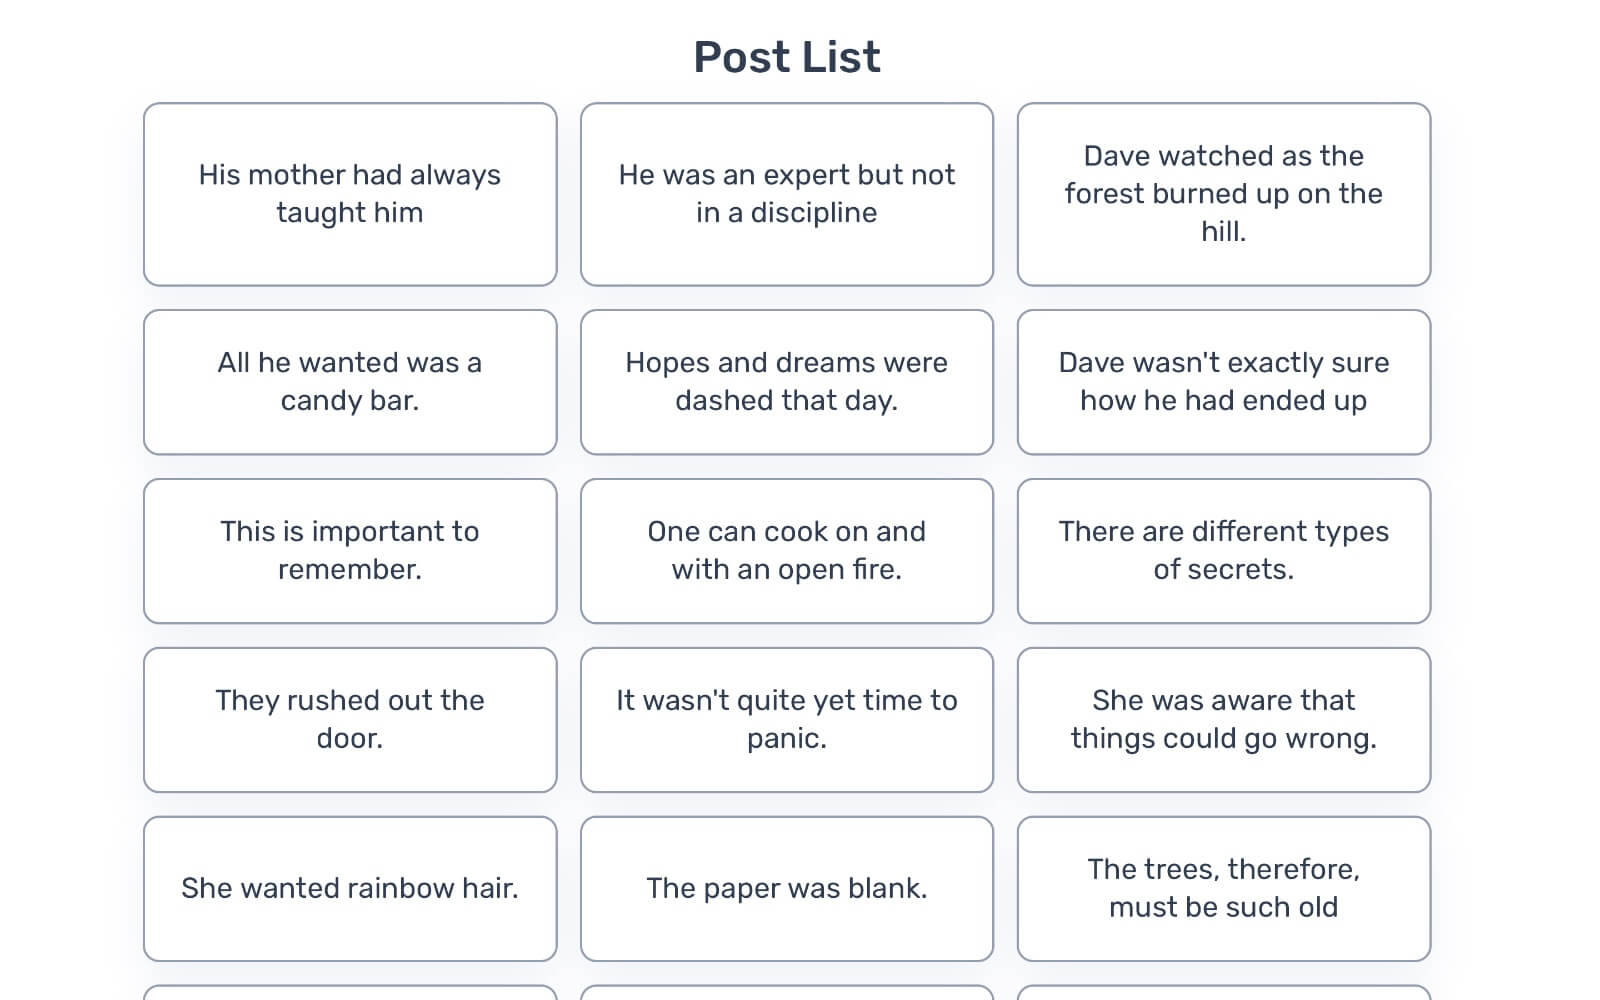 Post List
His mother had always
taught him
He was an expert but not
in a discipline
Dave watched as the
forest burned up on the
hill.
All he wanted was a
candy bar.
Hopes and dreams were
dashed that day.
Dave wasn't exactly sure
how he had ended up
This is important to
remember.
One can cook on and
with an open fire.
There are different types
of secrets.
They rushed out the
door.
It wasn't quite yet time to
panic.
She was aware that
things could go wrong.
She wanted rainbow hair.
The paper was blank.
The trees, therefore,
must be such old